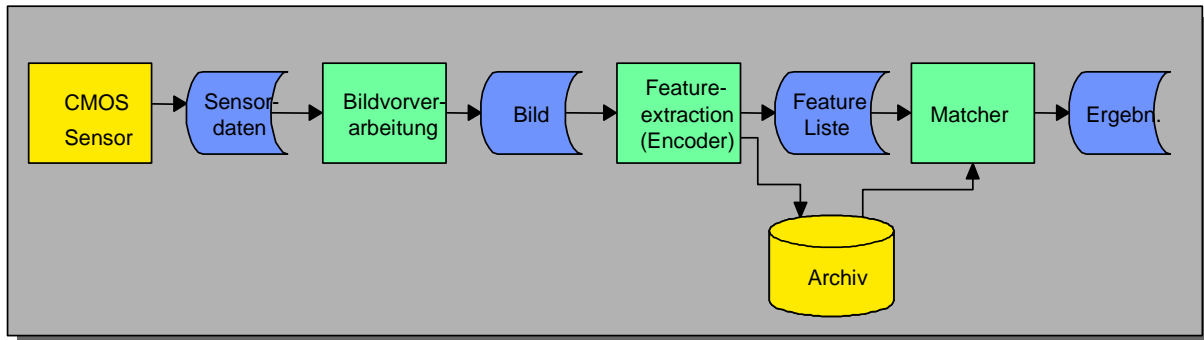 CMOS
Sensor
Sensor-
daten
Bildvorver-
arbeitung
Bild
Feature-
extraction
(Encoder)
Feature
Liste
Matcher
Ergebn.
Archiv